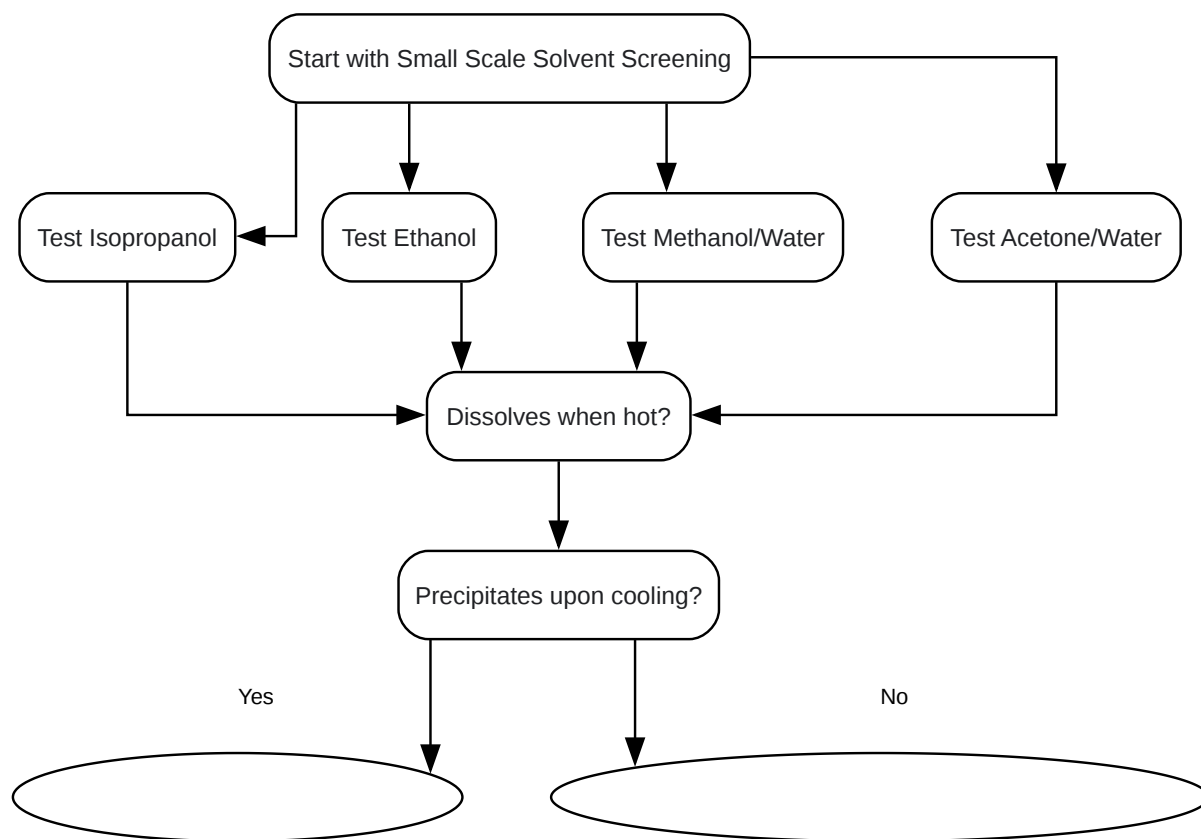 Start with Small Scale Solvent Screening
Test Isopropanol
Test Ethanol
Test Methanol/Water
Test Acetone/Water
Dissolves when hot?
Precipitates upon cooling?
Yes
No